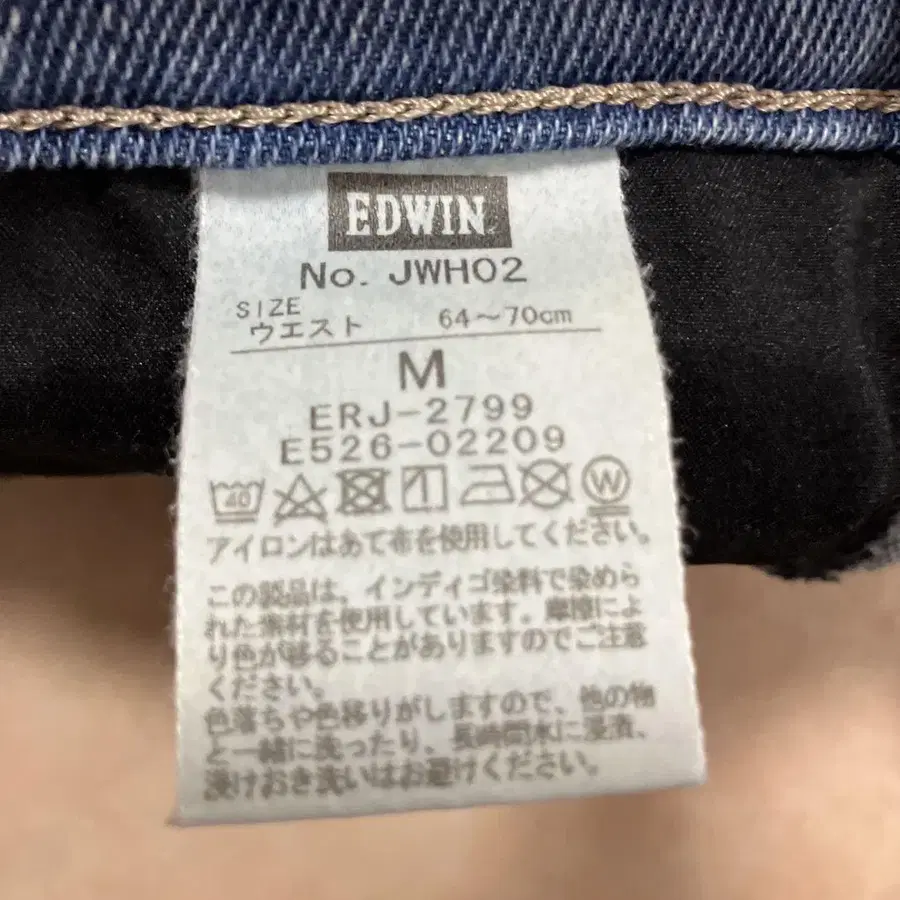 EDWIN
No. JWH02
SIZE
ウエスト 64～70cm
M
ERJ-2799
E526-02209
40
W
アイロンはあて布を使用してください。
この製品は、インディゴ染料で染めら
れた素材を使用しています。摩擦によ
り色が移ることがありますのでご注意
ください。
色落ちや色移りがしますので、他の物
と一緒に洗ったり、長時間水に浸漬、
漬けおき洗いはお避けください。